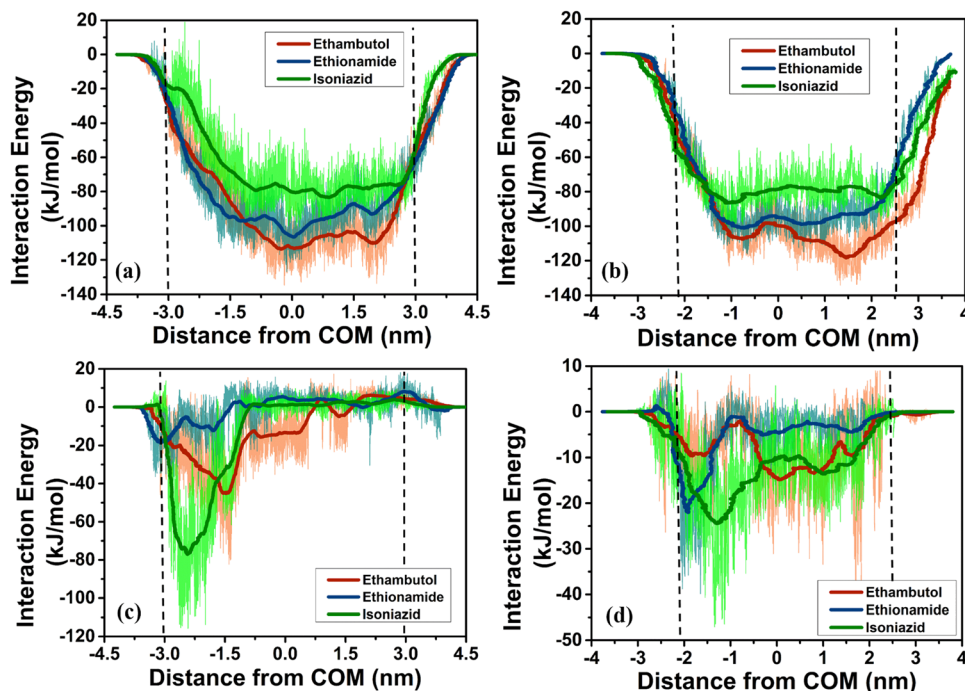 20
0
-20
-40
-60
-80
-100
-120
-140
Interaction Energy
(kJ/mol)
Ethambutol
Ethionamide
Isoniazid
(a)
-4.5 -3.0 -1.5 0.0 1.5 3.0 4.5
Distance from COM (nm)
20
0
-20
-40
-60
-80
-100
-120
-140
Interaction Energy
(kJ/mol)
Ethambutol
Ethionamide
Isoniazid
(b)
-4 -3 -2 -1 0 1 2 3 4
Distance from COM (nm)
20
0
-20
-40
-60
-80
-100
-120
Interaction Energy
(kJ/mol)
Ethambutol
Ethionamide
Isoniazid
(c)
-4.5 -3.0 -1.5 0.0 1.5 3.0 4.5
Distance from COM (nm)
10
0
-10
-20
-30
-40
-50
Interaction Energy
(kJ/mol)
Ethambutol
Ethionamide
Isoniazid
(d)
-4 -3 -2 -1 0 1 2 3 4
Distance from COM (nm)